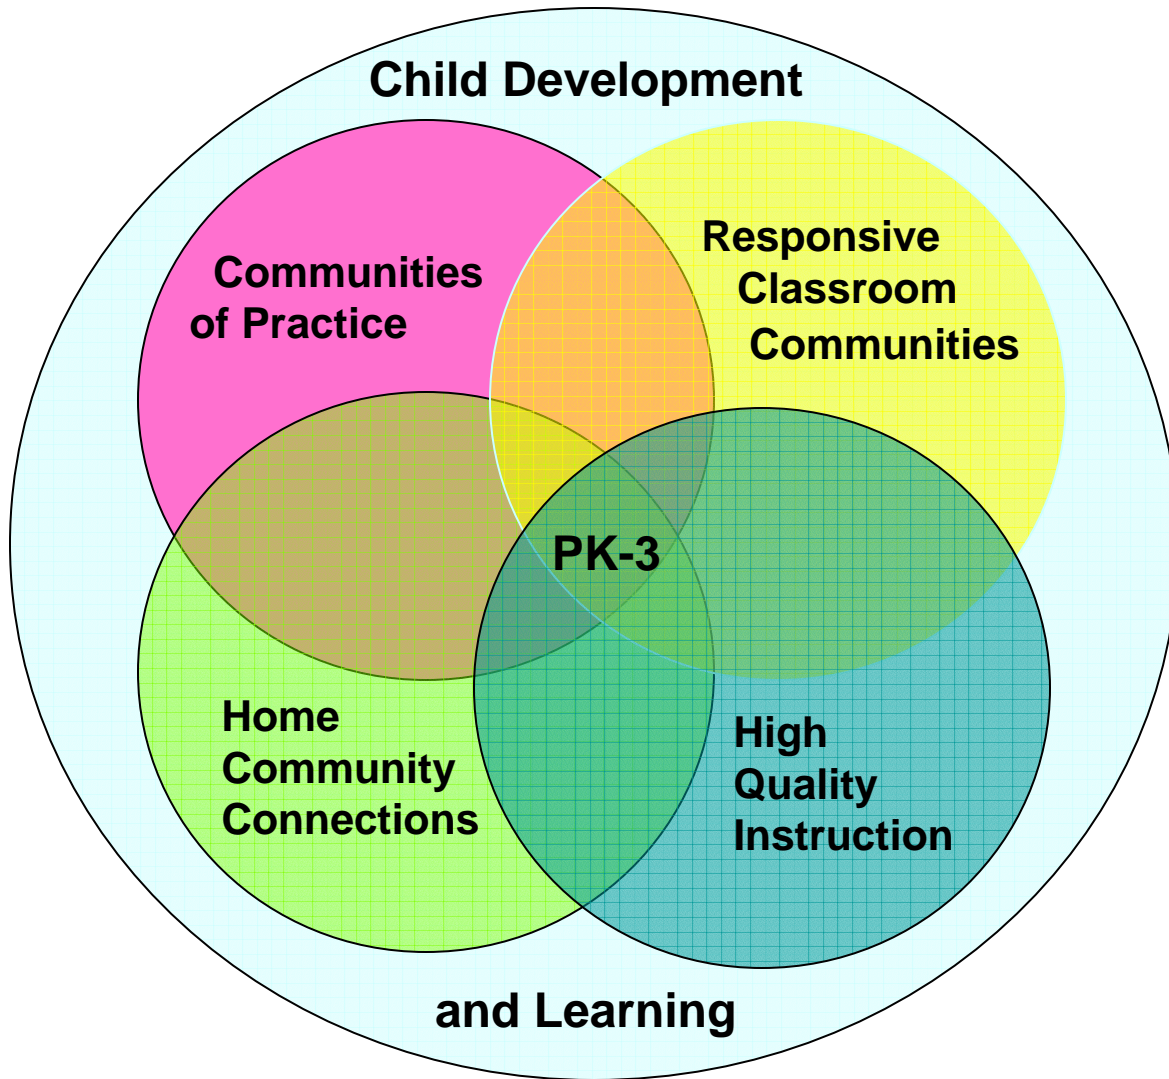 Child Development
Communities
of Practice
Responsive
Classroom
Communities
PK-3
Home
Community
Connections
High
Quality
Instruction
and Learning